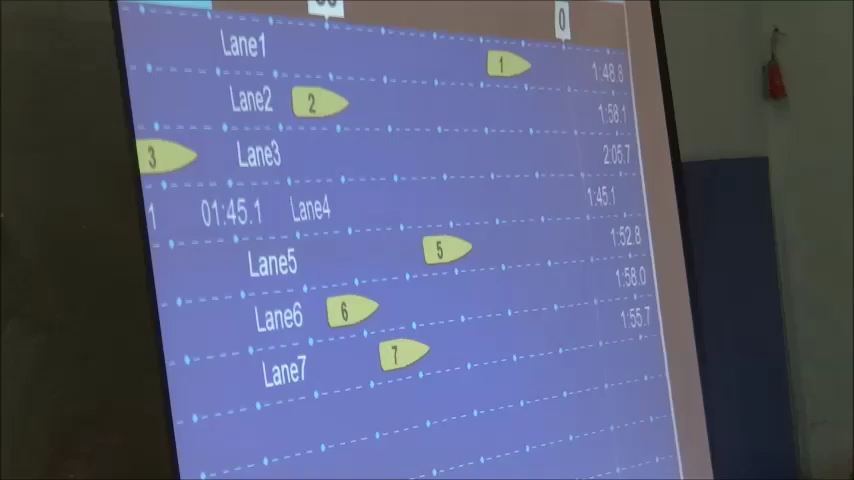 0
Lane1 1 1:48.8
Lane2 2 1:58.1
3 Lane3 2:05.7
1 01:45.1 Lane4 1:45.1
Lane5 5 1:52.8
Lane6 6 1:58.0
Lane7 7 1:55.7